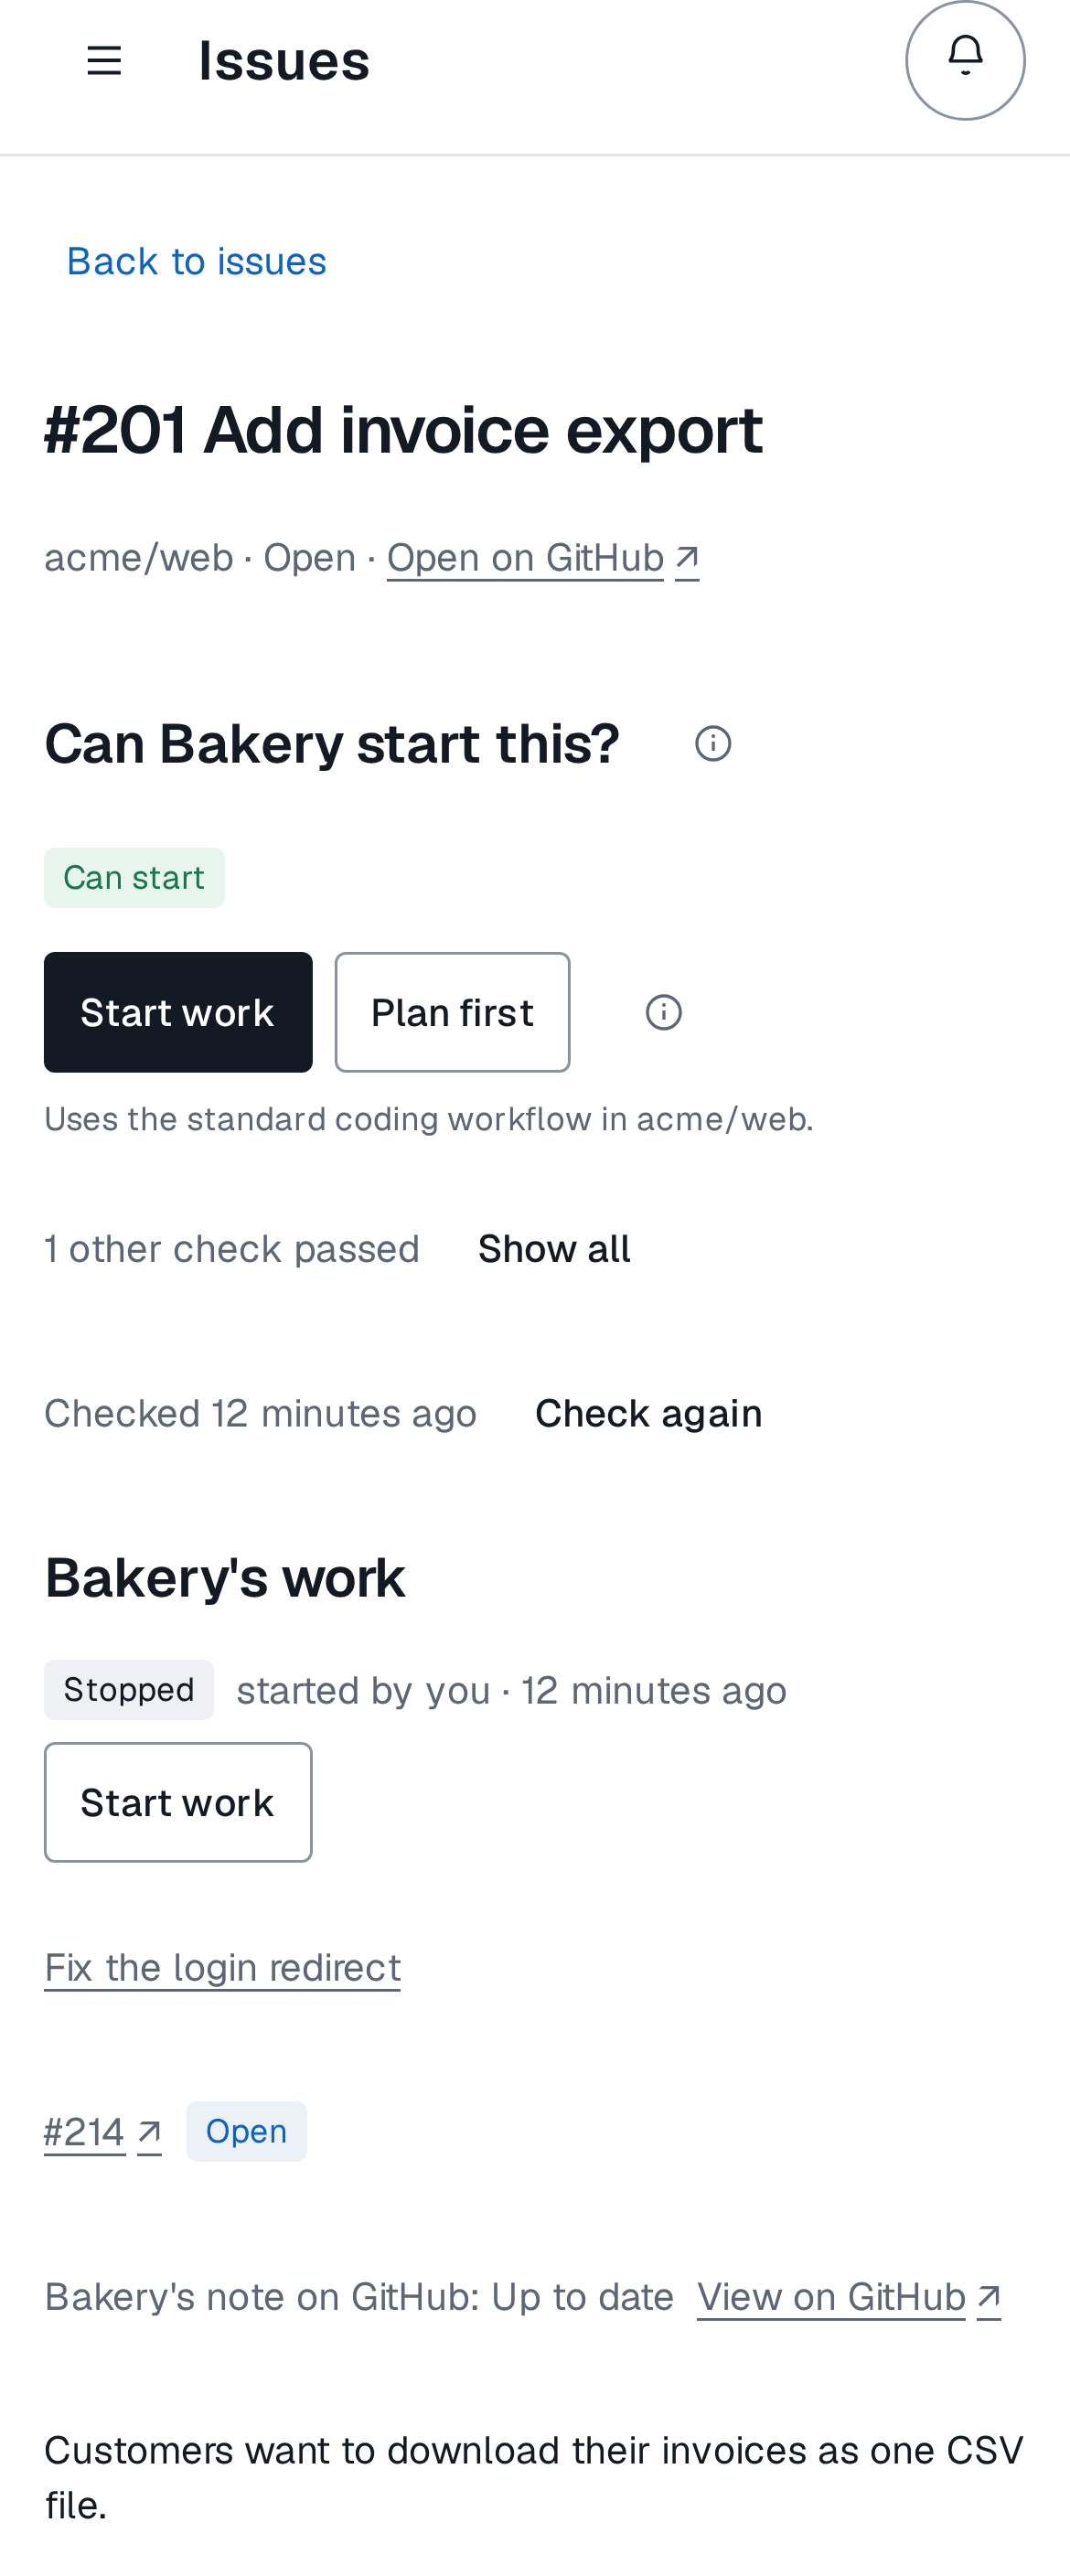 Issues
Back to issues
#201 Add invoice export
acme/web · Open · Open on GitHub ↗
Can Bakery start this?
Can start
Start work Plan first
Uses the standard coding workflow in acme/web.
1 other check passed Show all
Checked 12 minutes ago Check again
Bakery's work
Stopped started by you · 12 minutes ago
Start work
Fix the login redirect
#214 ↗ Open
Bakery's note on GitHub: Up to date View on GitHub ↗
Customers want to download their invoices as one CSV
file.